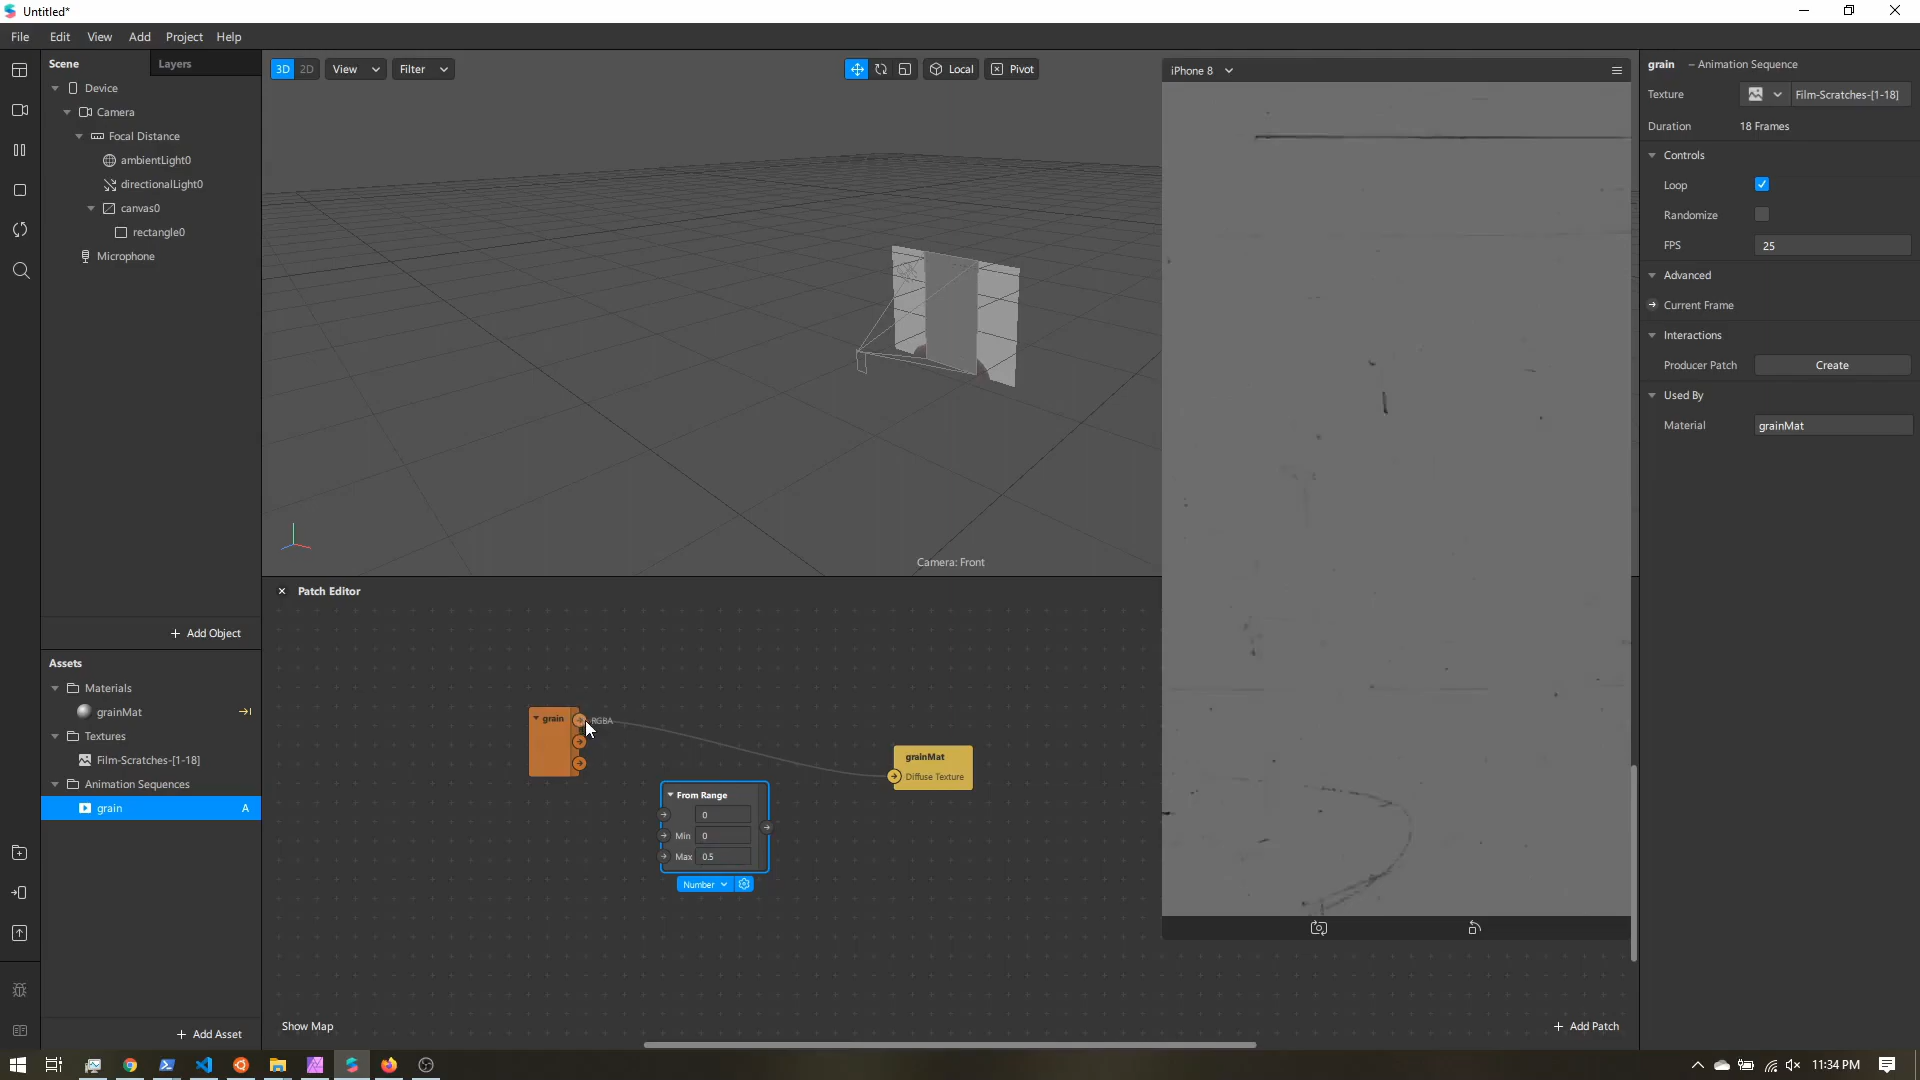 Untitled*
File Edit View Add Project Help
Scene Layers
Device
Camera
Focal Distance
ambientLight0
directionalLight0
canvas0
rectangle0
Microphone
+ Add Object
Assets
Materials
grainMat
Textures
Film-Scratches-[1-18]
Animation Sequences
grain A
+ Add Asset
3D 2D View Filter Local Pivot
Camera: Front
iPhone 8
Patch Editor
grain
RGBA
From Range
0
Min 0
Max 0.5
Number
grainMat
Diffuse Texture
Show Map
+ Add Patch
grain – Animation Sequence
Texture Film-Scratches-[1-18]
Duration 18 Frames
Controls
Loop
Randomize
FPS 25
Advanced
Current Frame
Interactions
Producer Patch Create
Used By
Material grainMat
11:34 PM